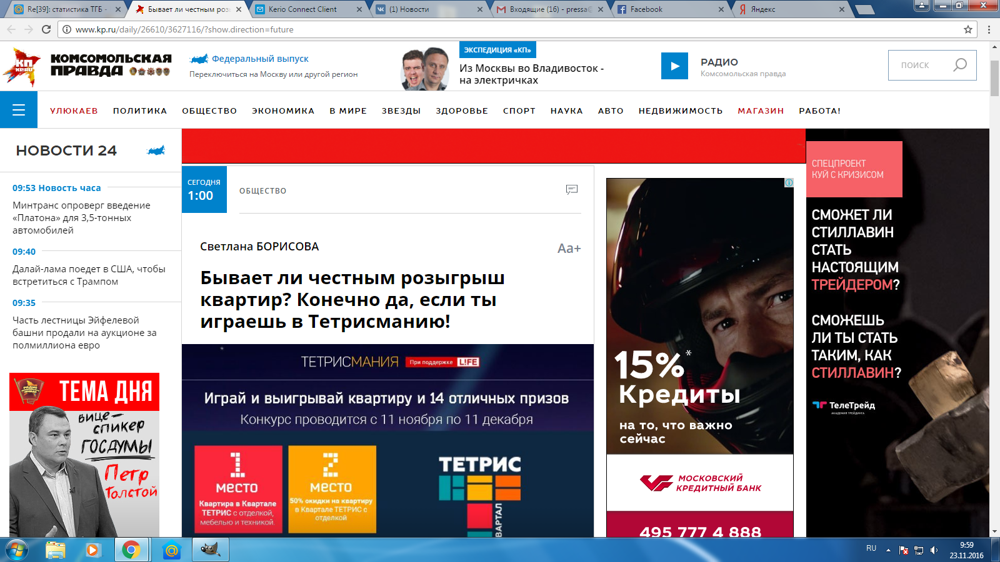 Re[39]: статистика ТГБ -
Бывает ли честным роз
Kerio Connect Client
(1) Новости
Входящие (16) - pressa@
Facebook
Яндекс
www.kp.ru/daily/26610/3627116/?show.direction=future
КП
КОМСОМОЛЬСКАЯ
ПРАВДА
Федеральный выпуск
Переключиться на Москву или другой регион
ЭКСПЕДИЦИЯ «КП»
Из Москвы во Владивосток -
на электричках
РАДИО
Комсомольская правда
ПОИСК
УЛЮКАЕВ ПОЛИТИКА ОБЩЕСТВО ЭКОНОМИКА В МИРЕ ЗВЕЗДЫ ЗДОРОВЬЕ СПОРТ НАУКА АВТО НЕДВИЖИМОСТЬ МАГАЗИН РАБОТА!
НОВОСТИ 24
09:53 Новость часа
Минтранс опроверг введение
«Платона» для 3,5-тонных
автомобилей
09:40
Далай-лама поедет в США, чтобы
встретиться с Трампом
09:35
Часть лестницы Эйфелевой
башни продали на аукционе за
полмиллиона евро
ТЕМА ДНЯ
вице-
спикер
ГОСДУМЫ
Петр
Толстой
СЕГОДНЯ
1:00
ОБЩЕСТВО
Светлана БОРИСОВА
Aa+
Бывает ли честным розыгрыш
квартир? Конечно да, если ты
играешь в Тетрисманию!
ТЕТРИСМАНИЯ При поддержке L!FE
Играй и выигрывай квартиру и 14 отличных призов
Конкурс проводится с 11 ноября по 11 декабря
1
место
Квартира в Квартале
ТЕТРИС с отделкой,
мебелью и техникой.
2
место
50% скидки на квартиру
в Квартале ТЕТРИС с
отделкой
ТЕТРИС
КВАРТАЛ
15%*
Кредиты
на то, что важно
сейчас
МОСКОВСКИЙ
КРЕДИТНЫЙ БАНК
495 777 4 888
СПЕЦПРОЕКТ
КУЙ С КРИЗИСОМ
СМОЖЕТ ЛИ
СТИЛЛАВИН
СТАТЬ
НАСТОЯЩИМ
ТРЕЙДЕРОМ?
СМОЖЕШЬ
ЛИ ТЫ СТАТЬ
ТАКИМ, КАК
СТИЛЛАВИН?
ТелеТрейд
АКАДЕМИЯ ТРЕЙДИНГА
RU
9:59
23.11.2016